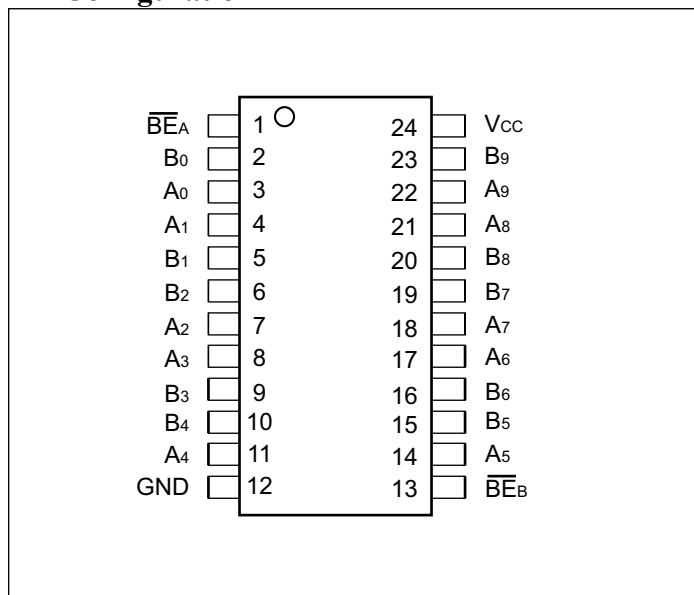 B̅E̅A 1 24 VCC
B0 2 23 B9
A0 3 22 A9
A1 4 21 A8
B1 5 20 B8
B2 6 19 B7
A2 7 18 A7
A3 8 17 A6
B3 9 16 B6
B4 10 15 B5
A4 11 14 A5
GND 12 13 B̅E̅B